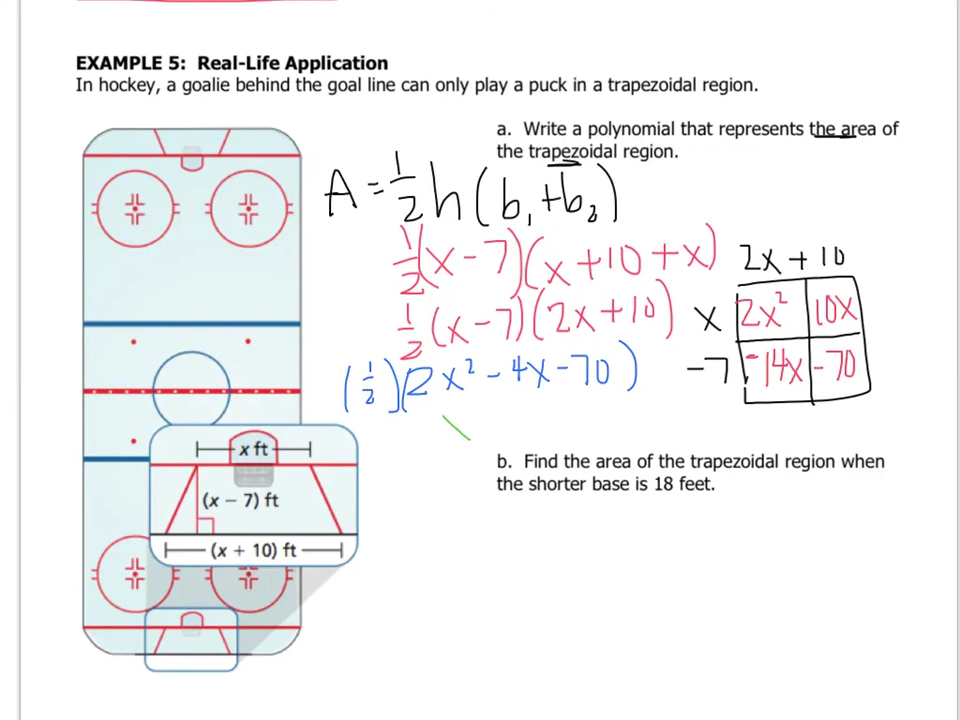 EXAMPLE 5: Real-Life Application
In hockey, a goalie behind the goal line can only play a puck in a trapezoidal region.
a. Write a polynomial that represents the area of
the trapezoidal region.
A = 1/2 h (b₁ + b₂)
1/2 (x - 7)(x + 10 + x)
1/2 (x - 7)(2x + 10)
(1/2)(2x² - 4x - 70)
2x + 10
x 2x² 10x
-7 -14x -70
x ft
(x − 7) ft
(x + 10) ft
b. Find the area of the trapezoidal region when
the shorter base is 18 feet.